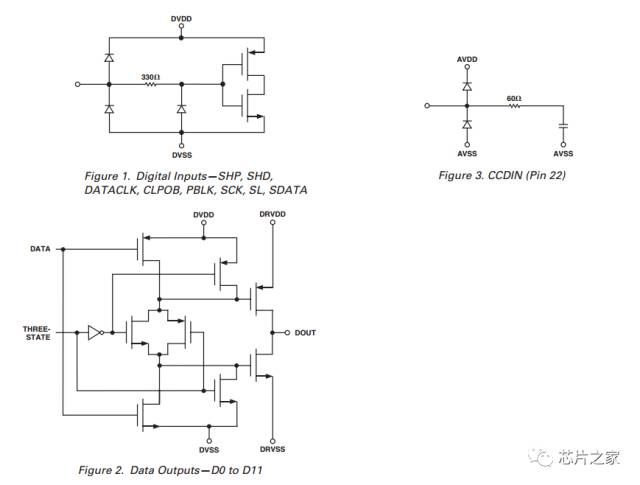 DVDD
330Ω
DVSS
Figure 1. Digital Inputs—SHP, SHD,
DATACLK, CLPOB, PBLK, SCK, SL, SDATA
AVDD
60Ω
AVSS
AVSS
Figure 3. CCDIN (Pin 22)
DVDD
DRVDD
DATA
THREE-
STATE
DOUT
DVSS
DRVSS
Figure 2. Data Outputs—D0 to D11
芯片之家